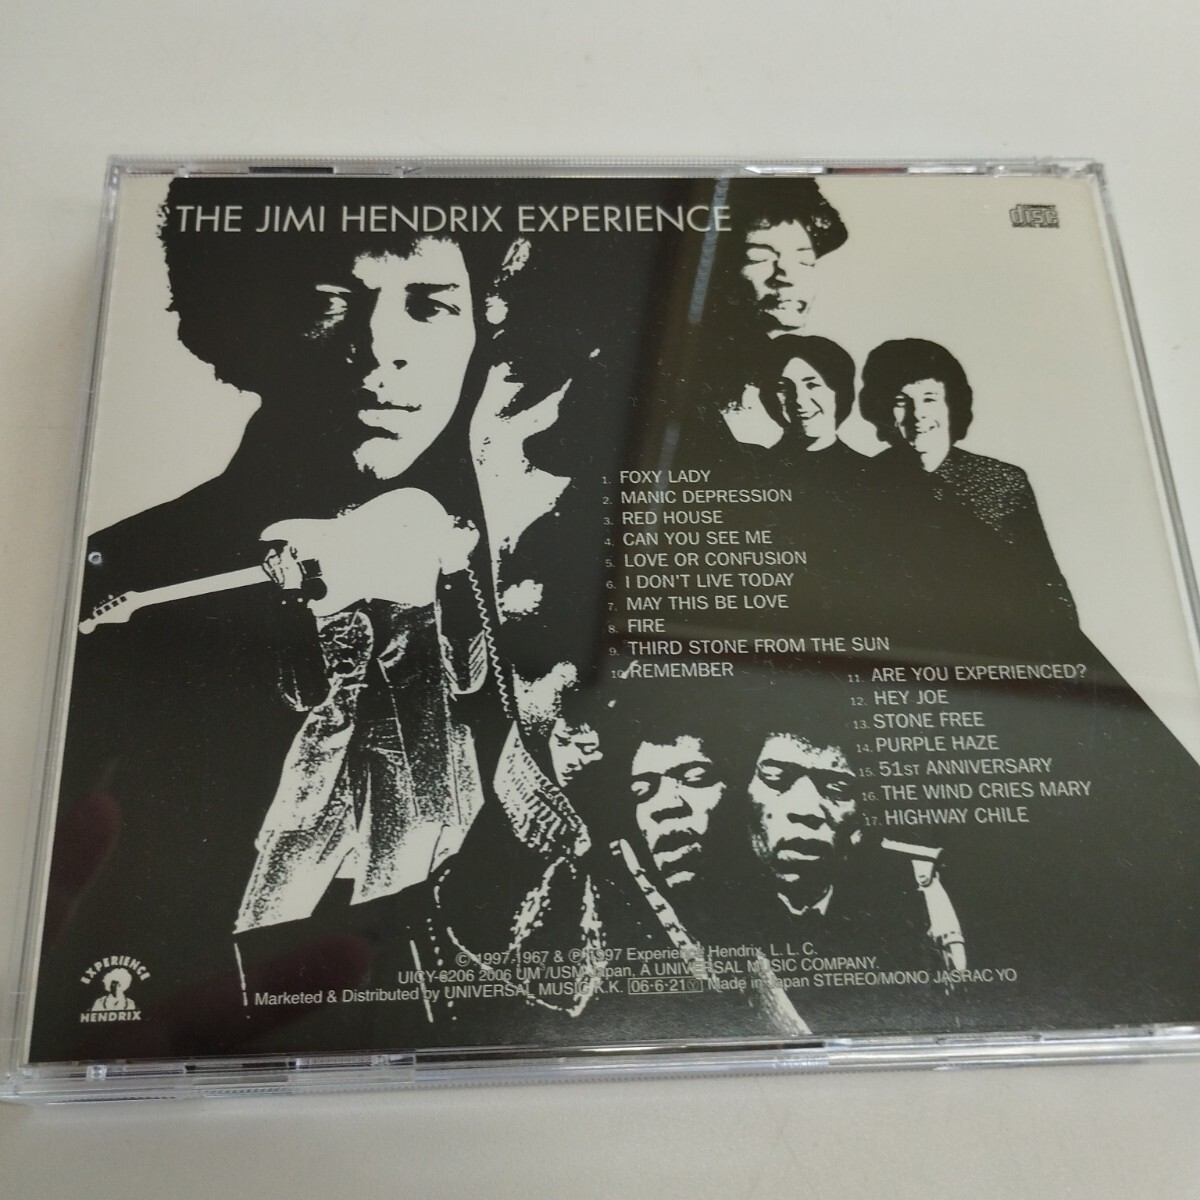 THE JIMI HENDRIX EXPERIENCE
disc
1. FOXY LADY
2. MANIC DEPRESSION
3. RED HOUSE
4. CAN YOU SEE ME
5. LOVE OR CONFUSION
6. I DON'T LIVE TODAY
7. MAY THIS BE LOVE
8. FIRE
9. THIRD STONE FROM THE SUN
10. REMEMBER
11. ARE YOU EXPERIENCED?
12. HEY JOE
13. STONE FREE
14. PURPLE HAZE
15. 51ST ANNIVERSARY
16. THE WIND CRIES MARY
17. HIGHWAY CHILE
© 1997-1967 & ℗ 1997 Experience Hendrix, L. L. C.
UICY-6206 2006 UM³/USM Japan, A UNIVERSAL MUSIC COMPANY.
Marketed & Distributed by UNIVERSAL MUSIC K.K. 06·6·21 Y Made in Japan STEREO/MONO JASRAC YO
EXPERIENCE
HENDRIX